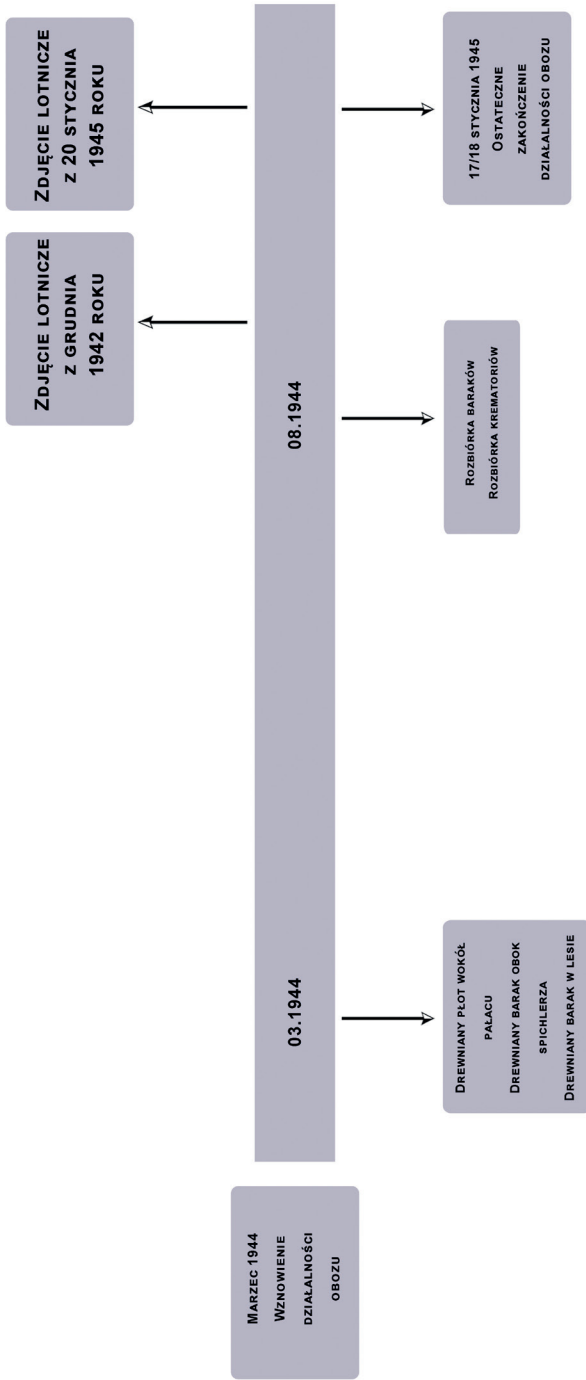 Zdjęcie lotnicze
z grudnia
1942 roku
Zdjęcie lotnicze
z 20 stycznia
1945 roku
Marzec 1944
Wznowienie
działalności
obozu
03.1944
08.1944
Drewniany płot wokół
pałacu
Drewniany barak obok
spichlerza
Drewniany barak w lesie
Rozbiórka baraków
Rozbiórka krematoriów
17/18 stycznia 1945
Ostateczne
zakończenie
działalności obozu